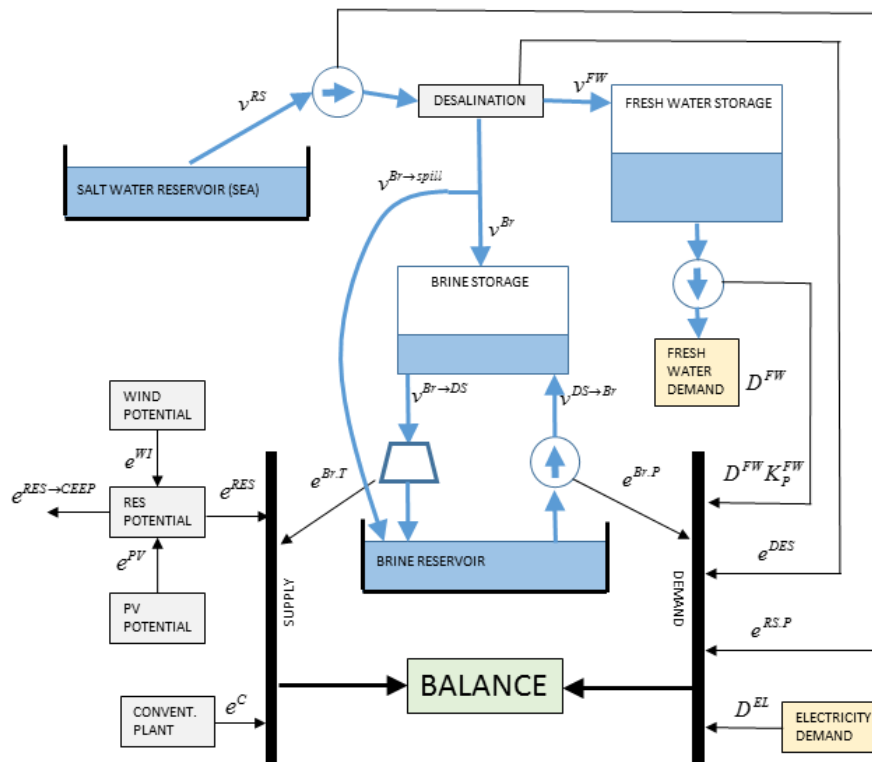 v^{RS}
DESALINATION
v^{FW}
FRESH WATER STORAGE
SALT WATER RESERVOIR (SEA)
v^{Br→spill}
v^{Br}
BRINE STORAGE
FRESH
WATER
DEMAND
D^{FW}
v^{Br→DS}
v^{DS→Br}
WIND
POTENTIAL
e^{WI}
e^{Br.T}
e^{Br.P}
D^{FW}K_P^{FW}
e^{RES→CEEP}
RES
POTENTIAL
e^{RES}
e^{PV}
BRINE RESERVOIR
e^{DES}
SUPPLY
DEMAND
PV
POTENTIAL
e^{RS.P}
BALANCE
CONVENT.
PLANT
e^{C}
D^{EL}
ELECTRICITY
DEMAND